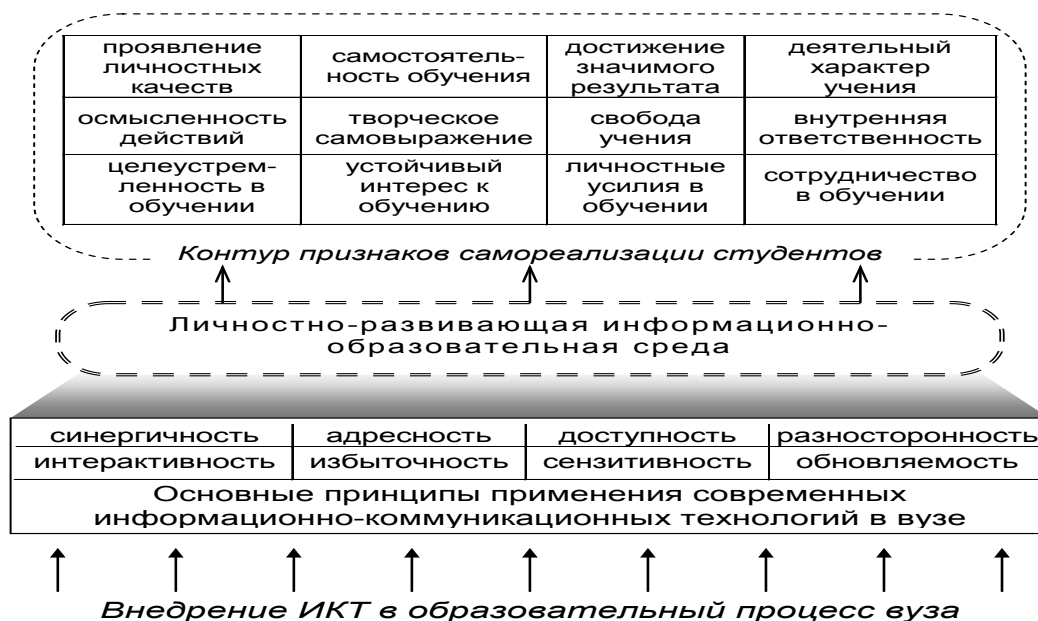 проявление
личностных
качеств
самостоятель-
ность обучения
достижение
значимого
результата
деятельный
характер
учения
осмысленность
действий
творческое
самовыражение
свобода
учения
внутренняя
ответственность
целеустрем-
ленность в
обучении
устойчивый
интерес к
обучению
личностные
усилия в
обучении
сотрудничество
в обучении
Контур признаков самореализации студентов
Личностно-развивающая информационно-
образовательная среда
синергичность
адресность
доступность
разносторонность
интерактивность
избыточность
сензитивность
обновляемость
Основные принципы применения современных
информационно-коммуникационных технологий в вузе
Внедрение ИКТ в образовательный процесс вуза